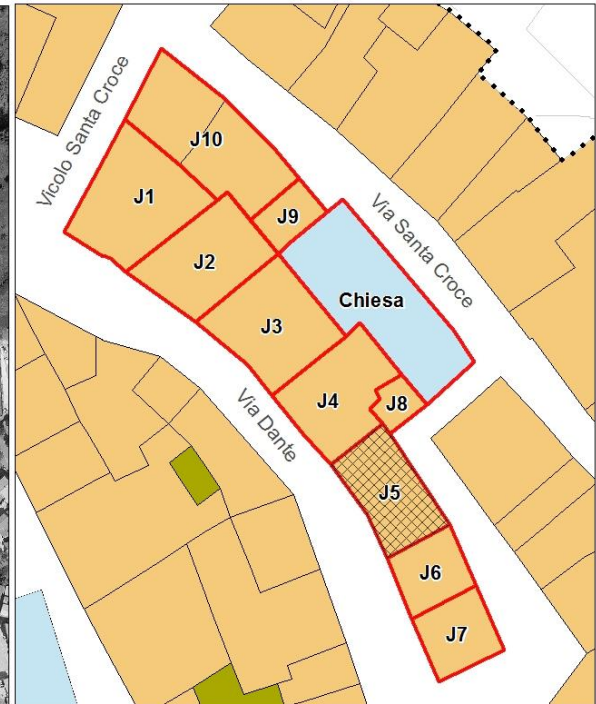 Vicolo Santa Croce
J10
J1
J9
Via Santa Croce
J2
Chiesa
J3
J4
J8
Via Dante
J5
J6
J7